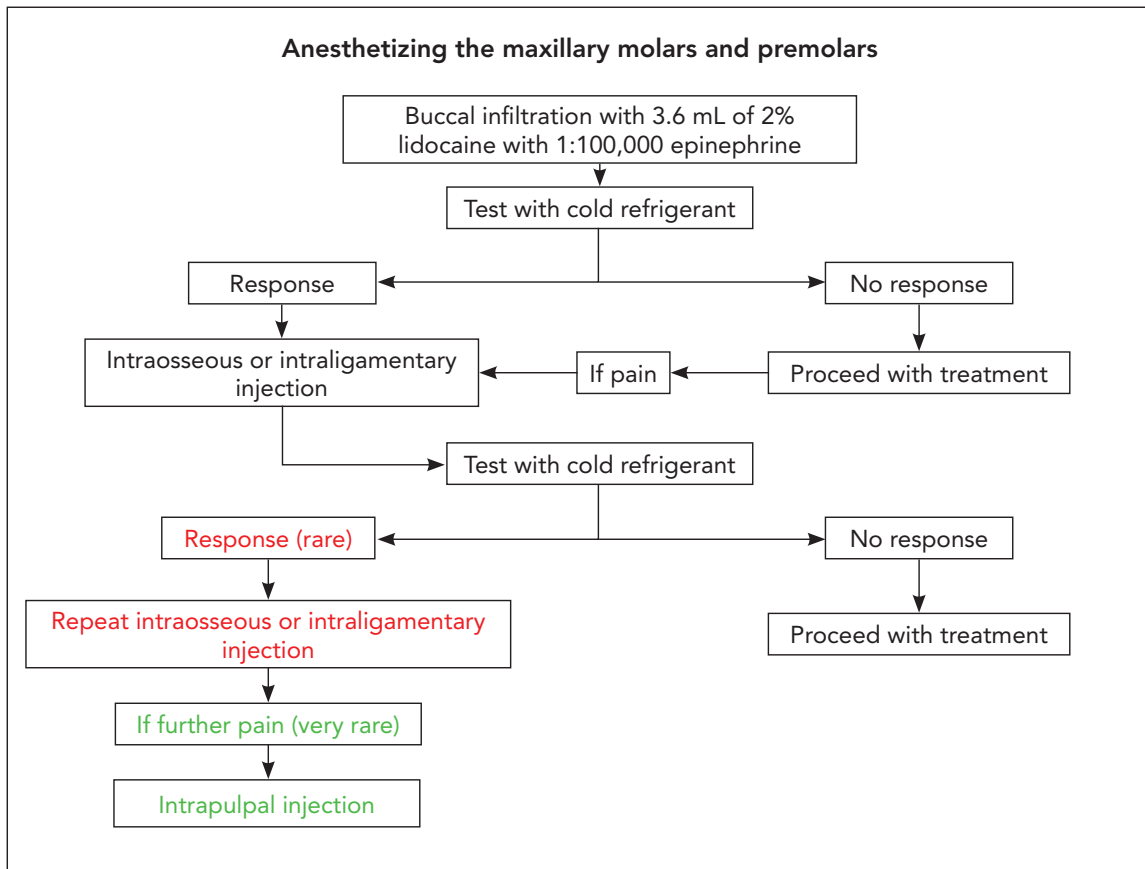 Anesthetizing the maxillary molars and premolars
Buccal infiltration with 3.6 mL of 2%
lidocaine with 1:100,000 epinephrine
Test with cold refrigerant
Response
No response
Intraosseous or intraligamentary
injection
If pain
Proceed with treatment
Test with cold refrigerant
Response (rare)
No response
Repeat intraosseous or intraligamentary
injection
Proceed with treatment
If further pain (very rare)
Intrapulpal injection